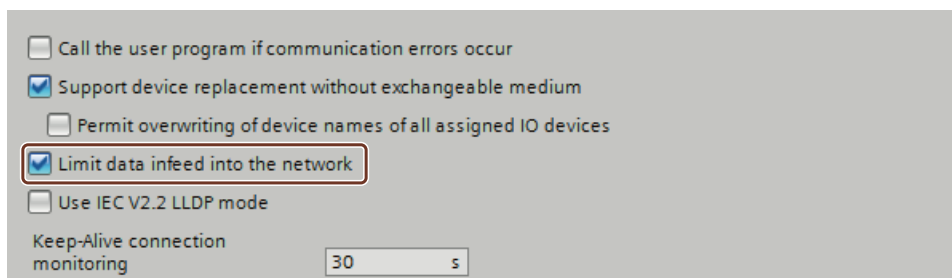 Call the user program if communication errors occur
Support device replacement without exchangeable medium
Permit overwriting of device names of all assigned IO devices
Limit data infeed into the network
Use IEC V2.2 LLDP mode
Keep-Alive connection
monitoring 30 s